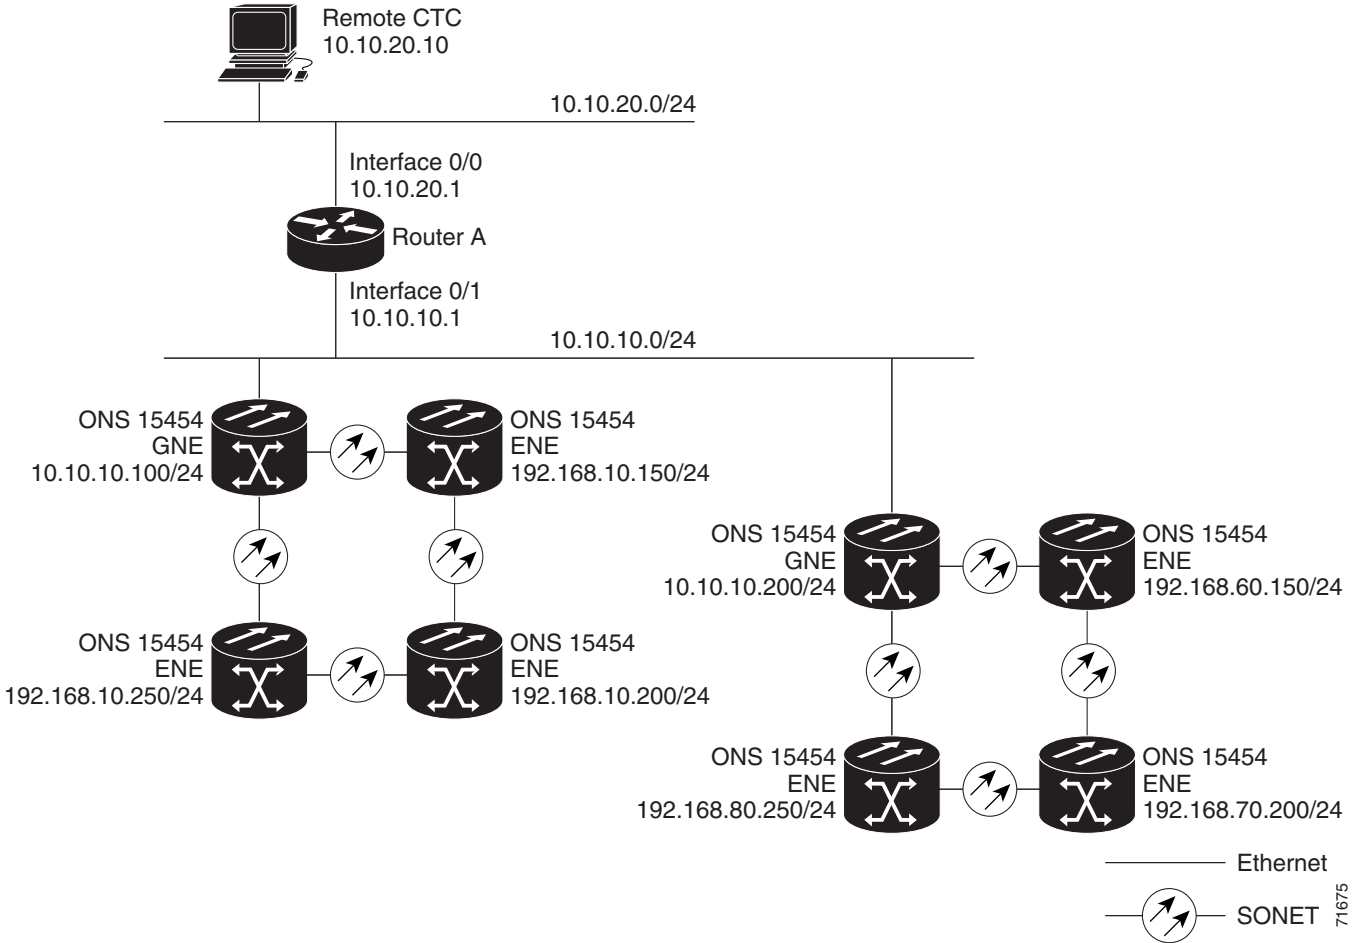 Remote CTC
10.10.20.10
10.10.20.0/24
Interface 0/0
10.10.20.1
Router A
Interface 0/1
10.10.10.1
10.10.10.0/24
ONS 15454
GNE
10.10.10.100/24
ONS 15454
ENE
192.168.10.150/24
ONS 15454
ENE
192.168.10.250/24
ONS 15454
ENE
192.168.10.200/24
ONS 15454
GNE
10.10.10.200/24
ONS 15454
ENE
192.168.60.150/24
ONS 15454
ENE
192.168.80.250/24
ONS 15454
ENE
192.168.70.200/24
Ethernet
SONET
71675